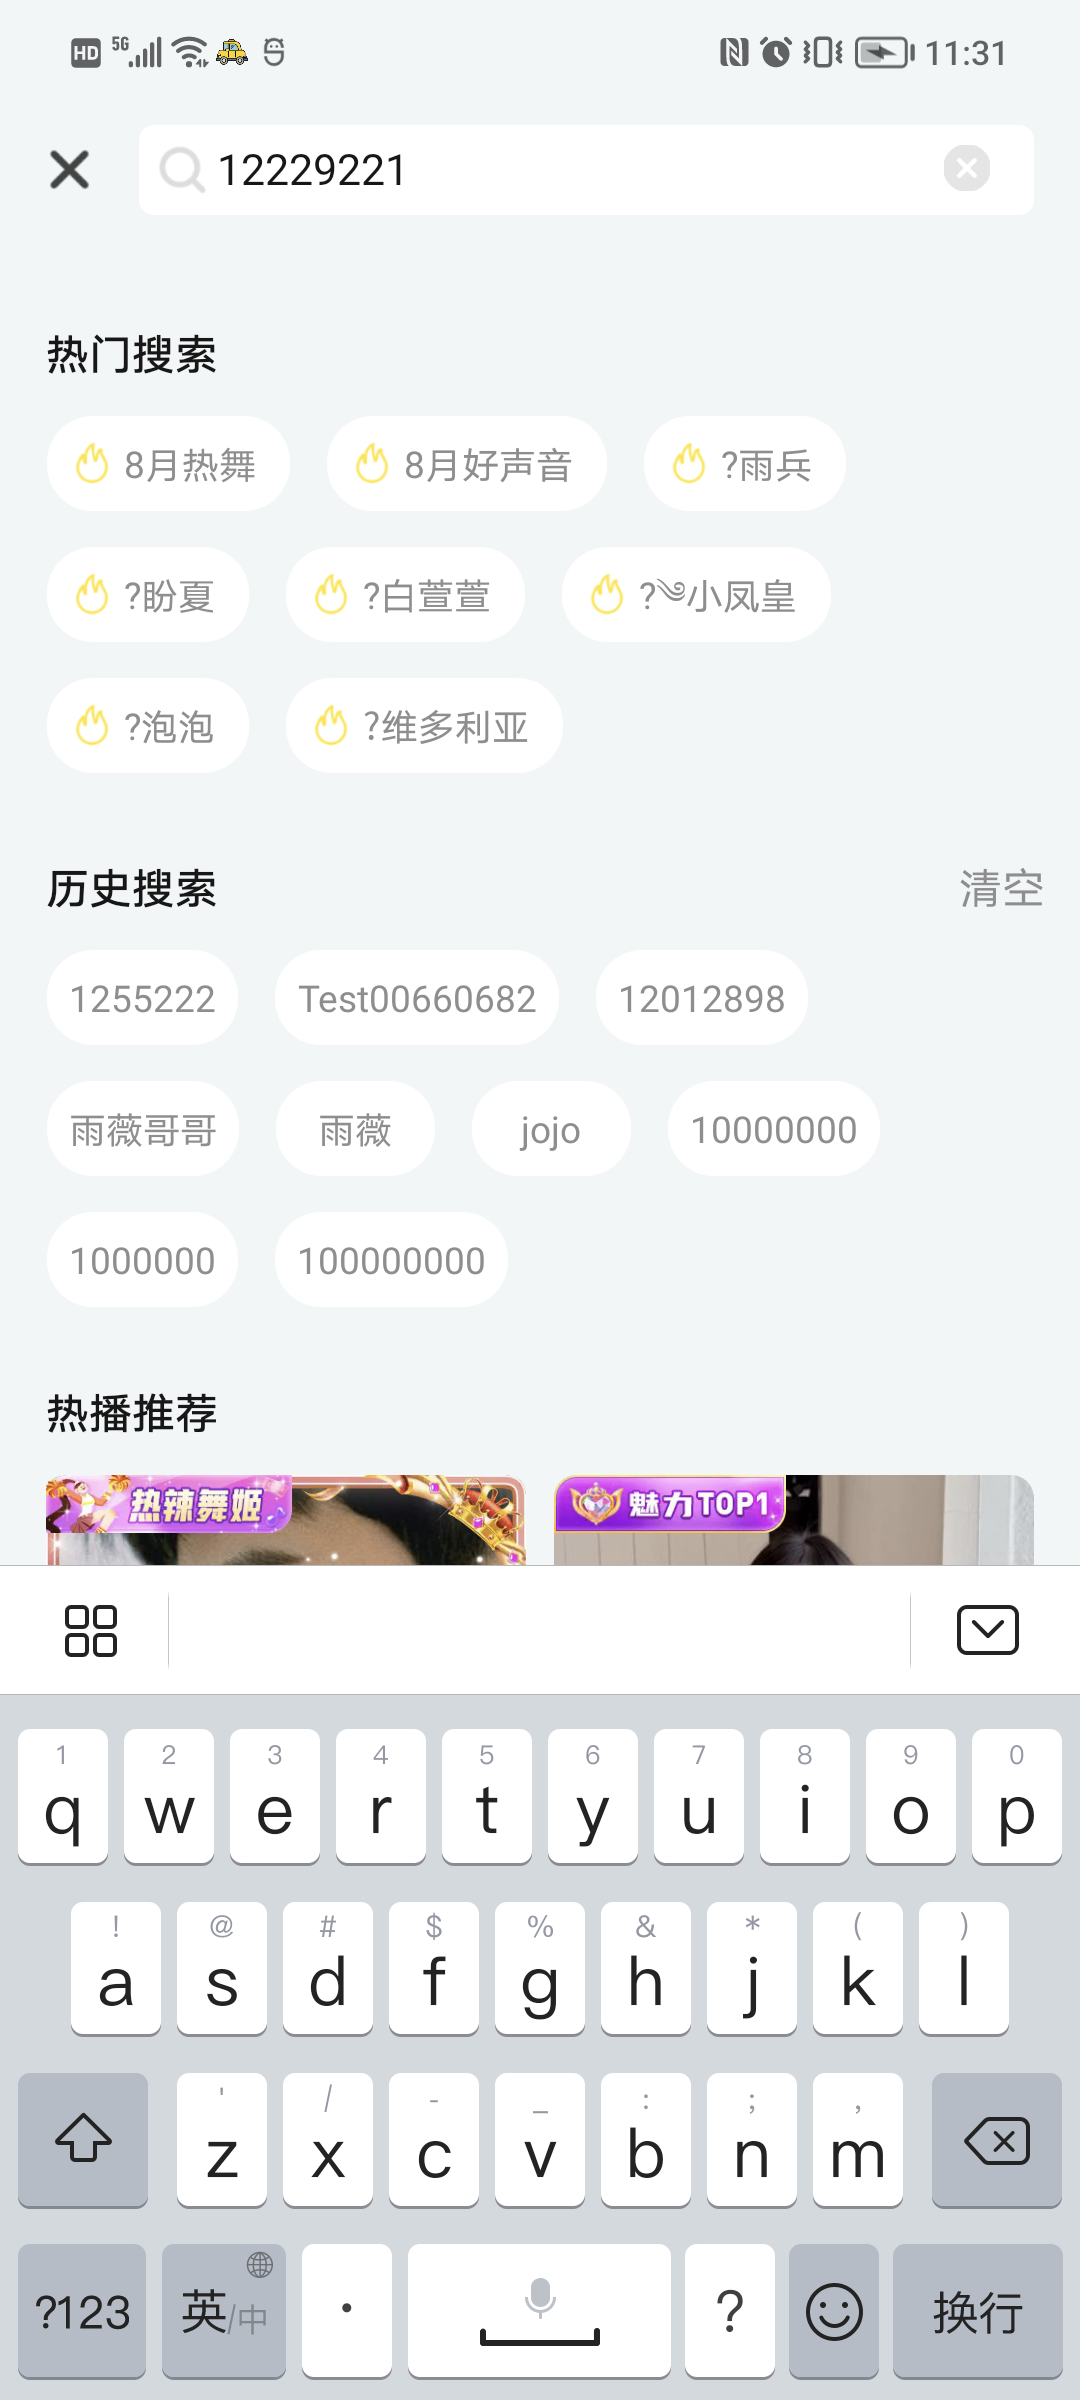 HD 5G 11:31
12229221
热门搜索
8月热舞 8月好声音 ?雨兵
?盼夏 ?白萱萱 ?༄小凤皇
?泡泡 ?维多利亚
历史搜索 清空
1255222 Test00660682 12012898
雨薇哥哥 雨薇 jojo 10000000
1000000 100000000
热播推荐
热辣舞姬 魅力TOP1
1 2 3 4 5 6 7 8 9 0
q w e r t y u i o p
! @ # $ % & * ( )
a s d f g h j k l
' / - _ : ; ,
z x c v b n m
?123 英/中 · ? 换行